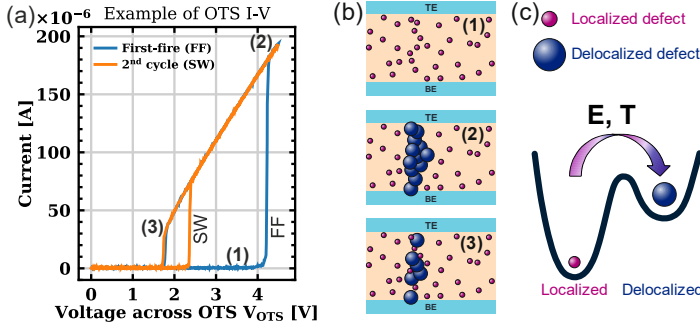 (a)
Example of OTS I-V
×10⁻⁶
200
150
100
50
0
Current [A]
First-fire (FF)
2ⁿᵈ cycle (SW)
(2)
(3)
SW
(1)
FF
0 1 2 3 4
Voltage across OTS V_OTS [V]
(b)
TE
(1)
BE
TE
(2)
BE
TE
(3)
BE
(c)
Localized defect
Delocalized defect
E, T
Localized
Delocalized